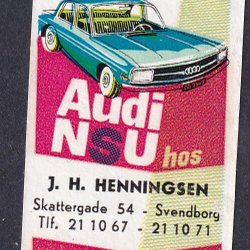 Audi
NSU hos
J. H. HENNINGSEN
Skattergade 54 - Svendborg
Tlf. 21 10 67 - 21 10 71